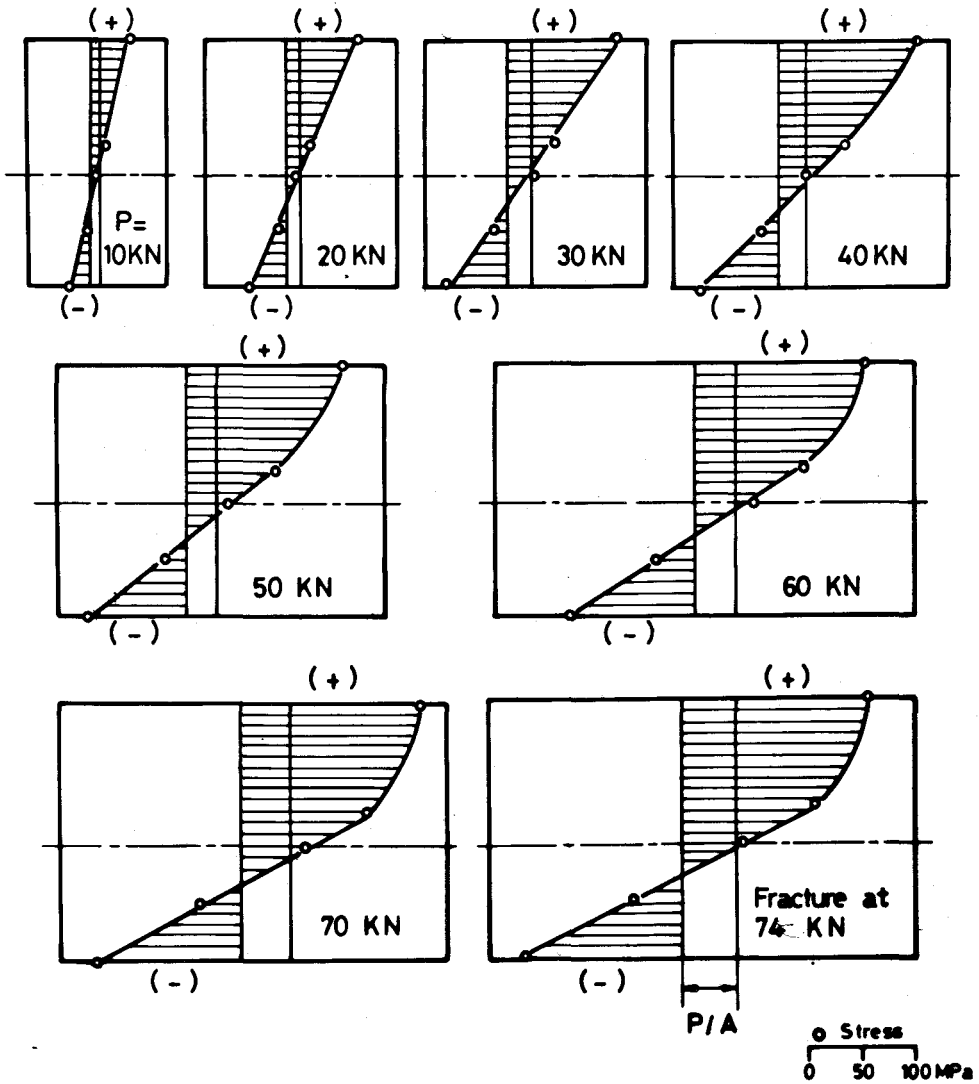 (+) (+) (+) (+)
P=
10KN
20 KN
30 KN
40 KN
(-) (-) (-) (-)
(+) (+)
50 KN
60 KN
(-) (-)
(+) (+)
70 KN
Fracture at
74 KN
(-) (-)
P/A
Stress
0 50 100 MPa